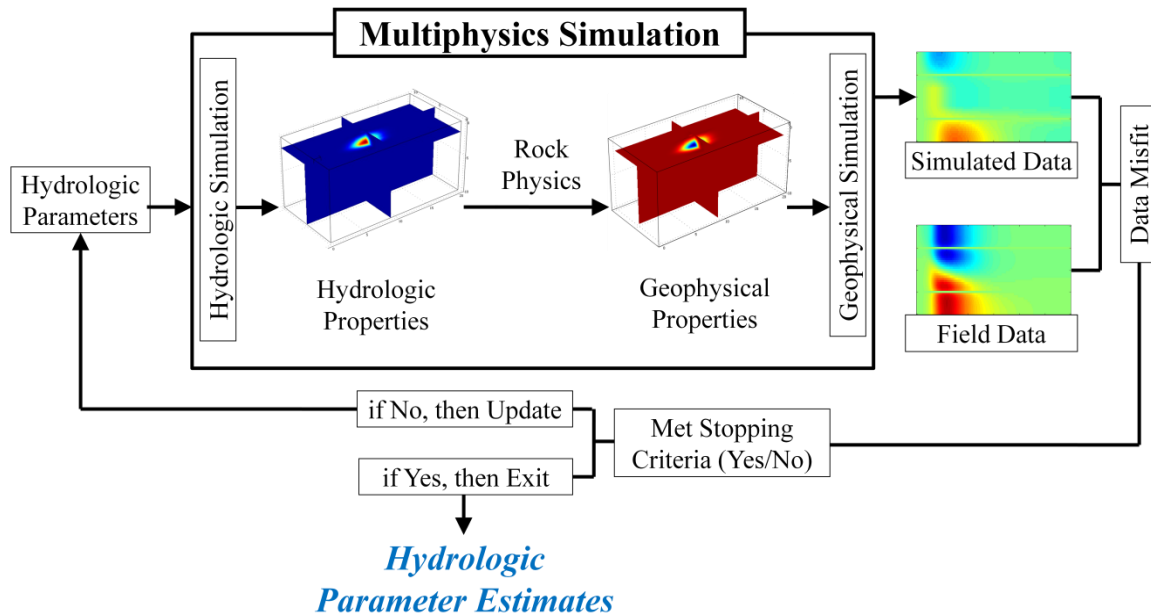 Multiphysics Simulation
Hydrologic
Parameters
Hydrologic Simulation
Hydrologic
Properties
Rock
Physics
Geophysical
Properties
Geophysical Simulation
Simulated Data
Field Data
Data Misfit
if No, then Update
if Yes, then Exit
Met Stopping
Criteria (Yes/No)
Hydrologic
Parameter Estimates